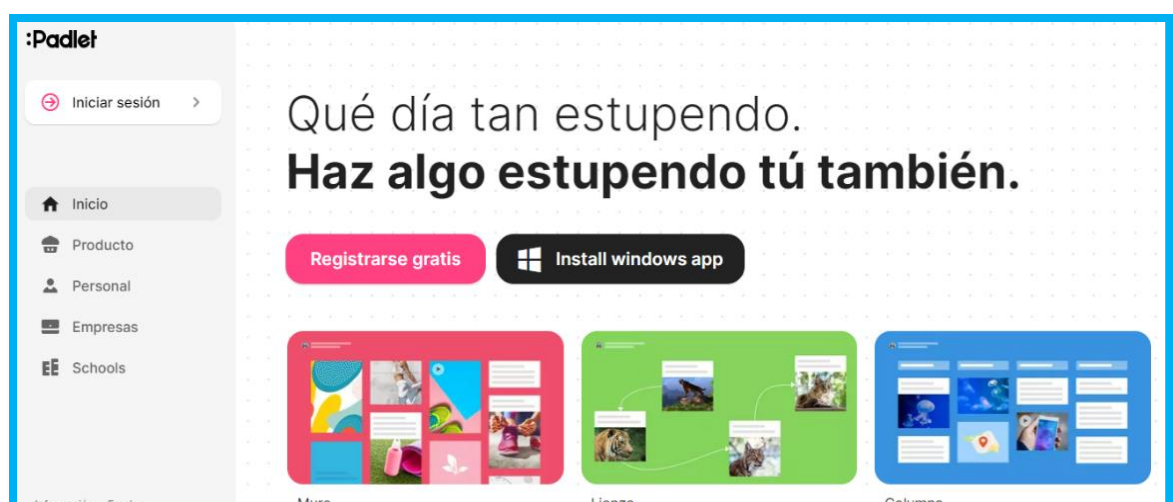 :Padlet
Iniciar sesión
Inicio
Producto
Personal
Empresas
Schools
Qué día tan estupendo.
Haz algo estupendo tú también.
Registrarse gratis
Install windows app